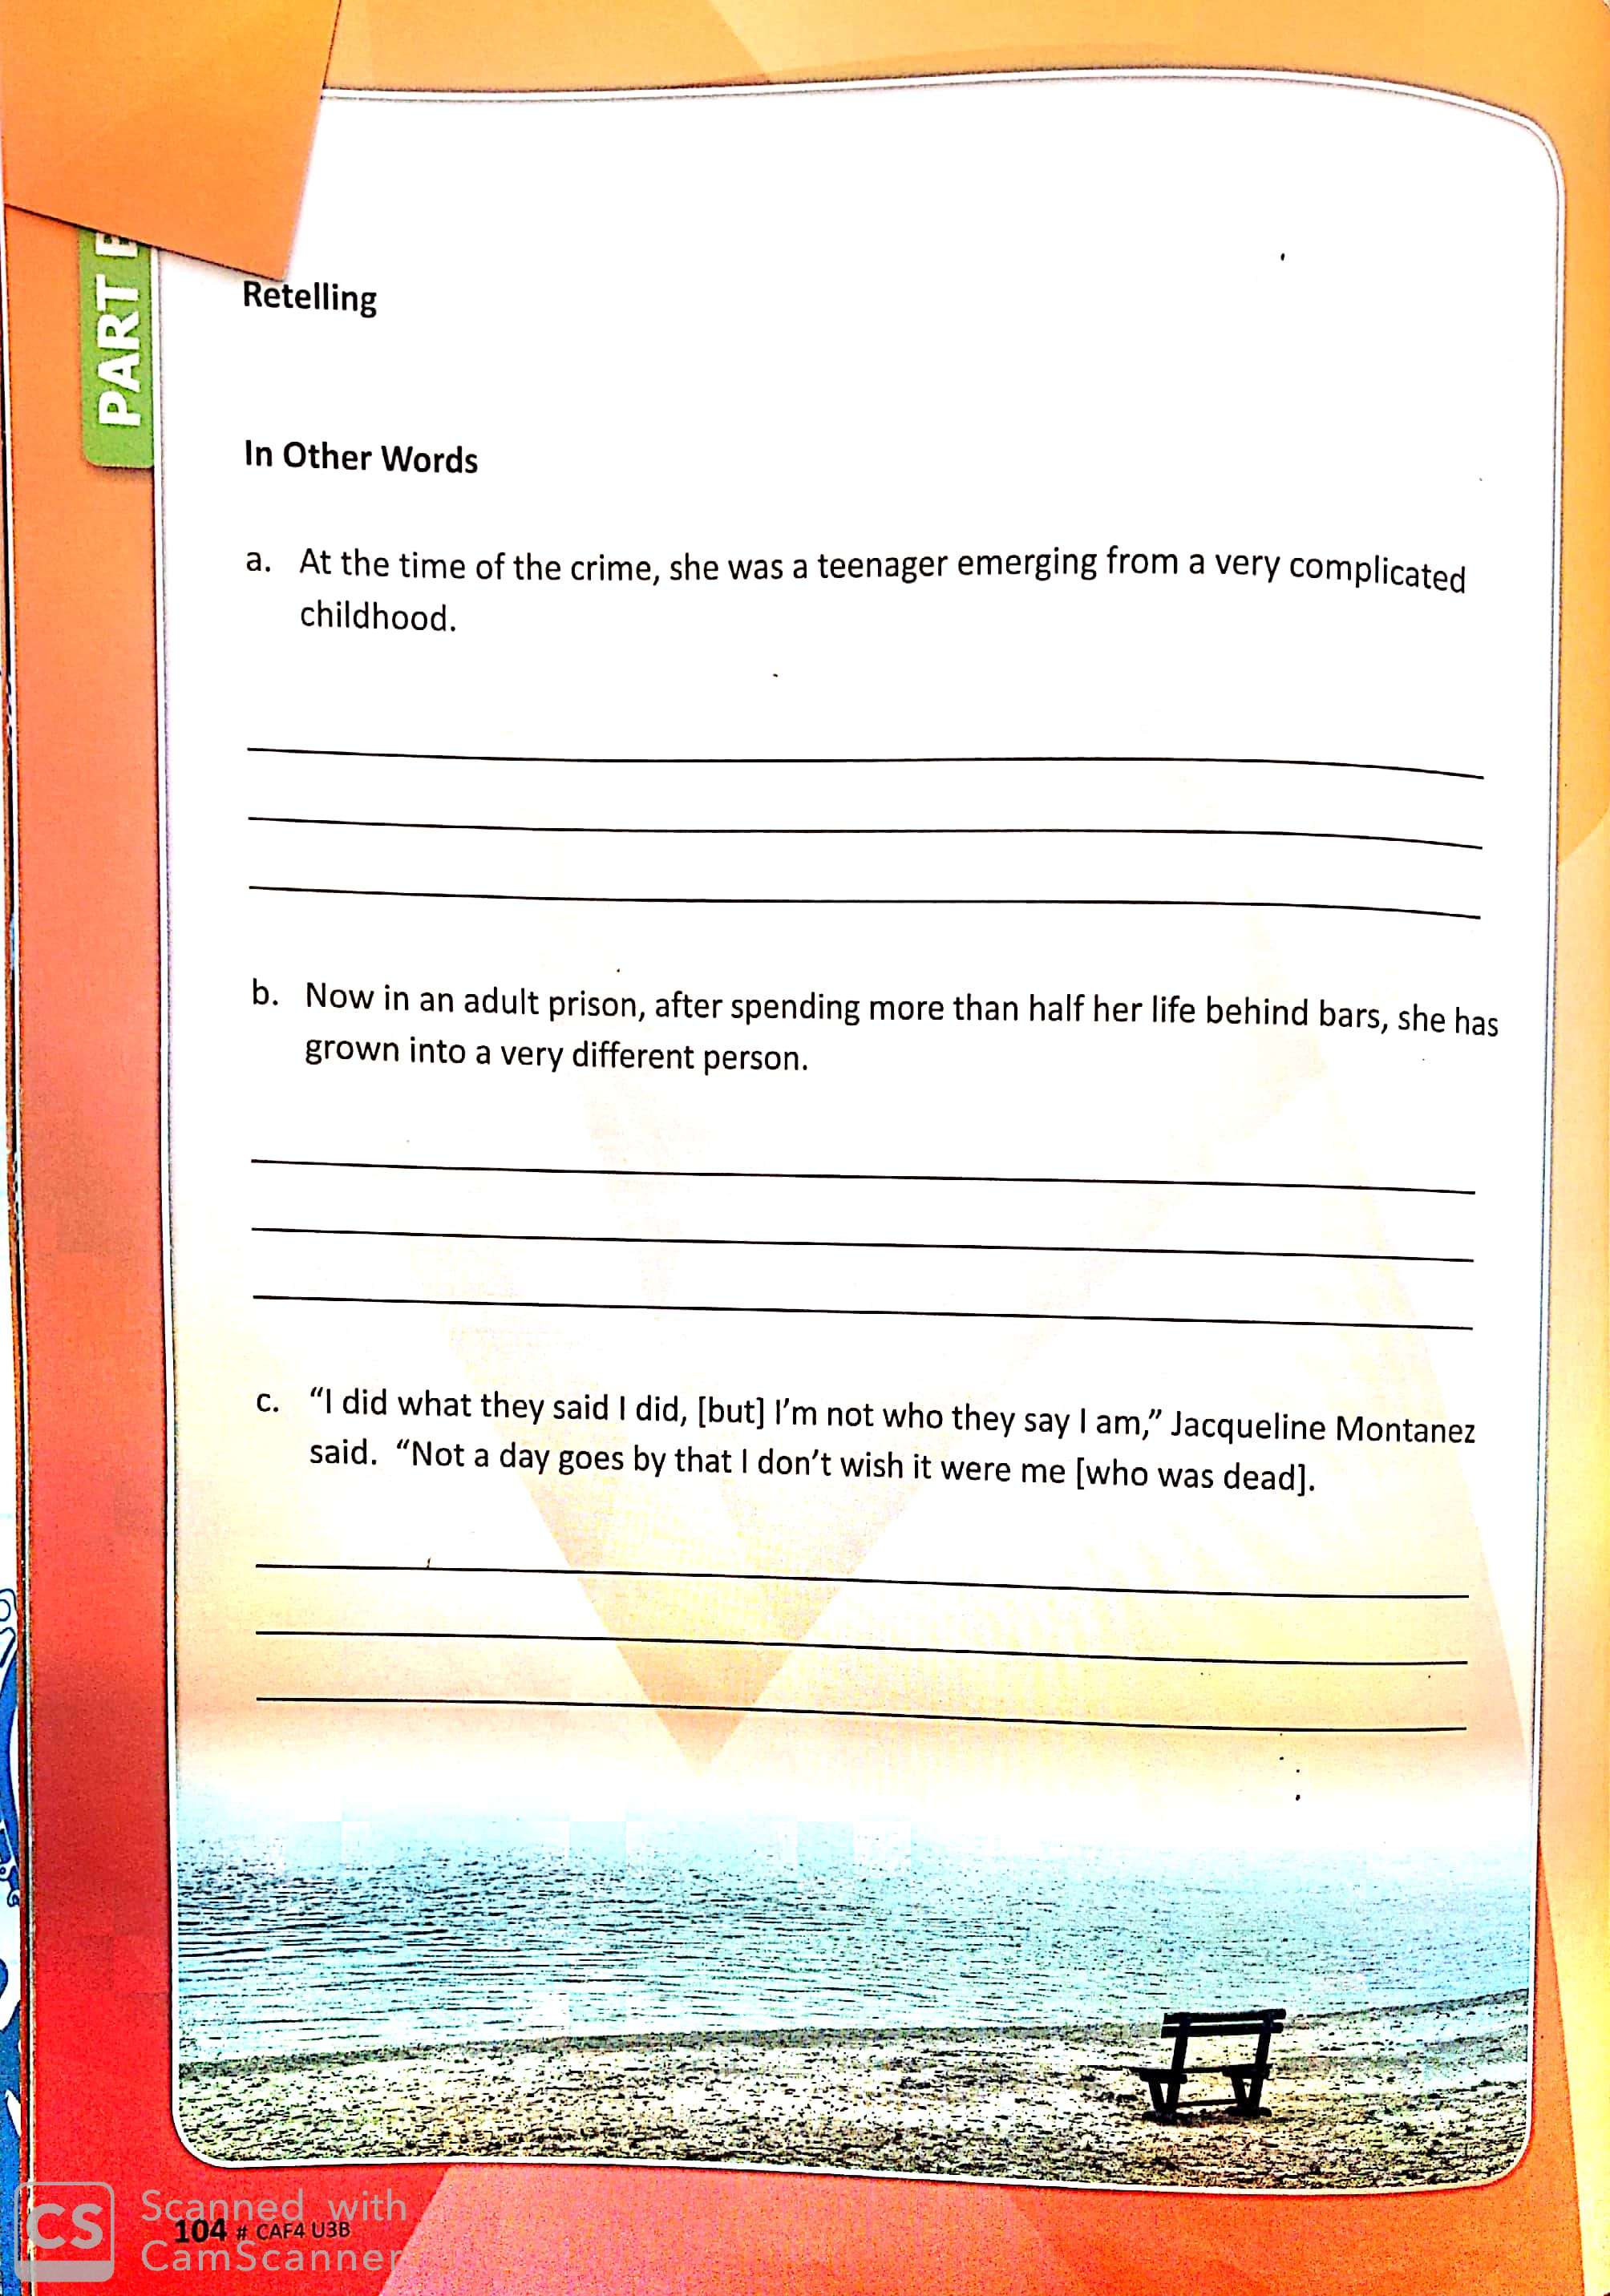 PART
Retelling
In Other Words
a. At the time of the crime, she was a teenager emerging from a very complicated
childhood.
b. Now in an adult prison, after spending more than half her life behind bars, she has
grown into a very different person.
c. “I did what they said I did, [but] I’m not who they say I am,” Jacqueline Montanez
said. “Not a day goes by that I don’t wish it were me [who was dead].
104 # CAF4 U3B
CS
Scanned with
CamScanner